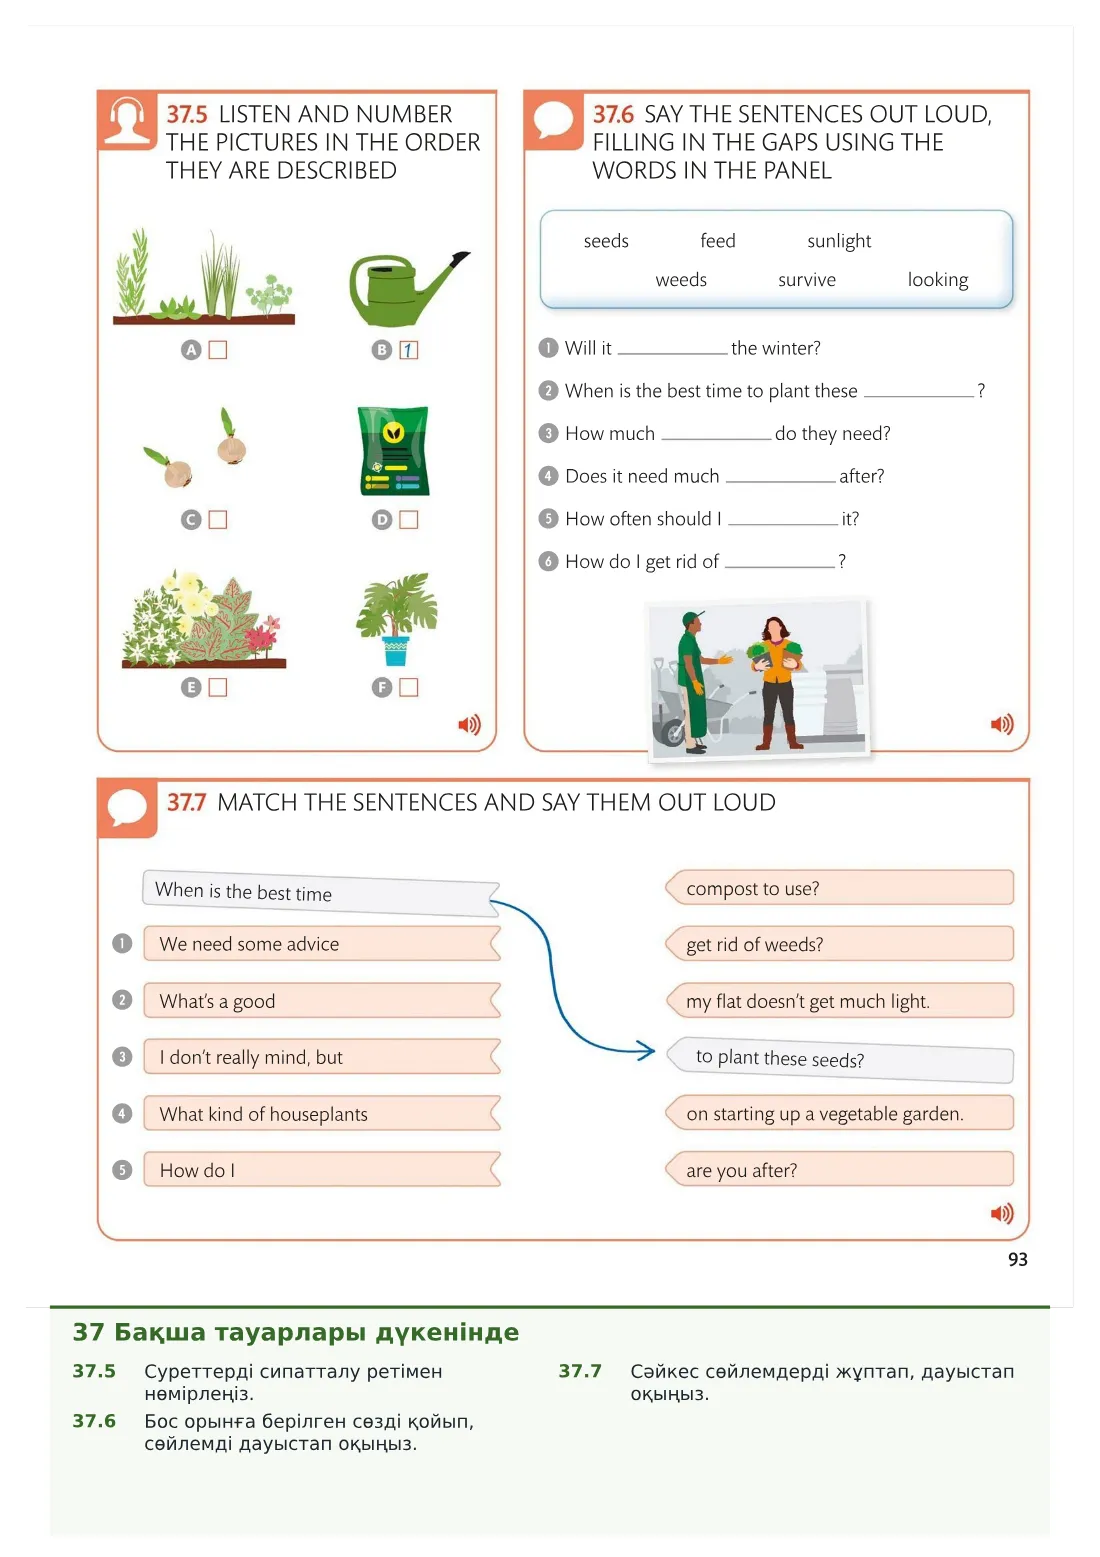 37.5 LISTEN AND NUMBER
THE PICTURES IN THE ORDER
THEY ARE DESCRIBED
A
B 1
C
D
E
F
37.6 SAY THE SENTENCES OUT LOUD,
FILLING IN THE GAPS USING THE
WORDS IN THE PANEL
seeds feed sunlight
weeds survive looking
1 Will it ___________ the winter?
2 When is the best time to plant these ___________ ?
3 How much ___________ do they need?
4 Does it need much ___________ after?
5 How often should I ___________ it?
6 How do I get rid of ___________ ?
37.7 MATCH THE SENTENCES AND SAY THEM OUT LOUD
When is the best time
1 We need some advice
2 What's a good
3 I don't really mind, but
4 What kind of houseplants
5 How do I
compost to use?
get rid of weeds?
my flat doesn't get much light.
to plant these seeds?
on starting up a vegetable garden.
are you after?
93
37 Бақша тауарлары дүкенінде
37.5 Суреттерді сипатталу ретімен
нөмірлеңіз.
37.6 Бос орынға берілген сөзді қойып,
сөйлемді дауыстап оқыңыз.
37.7 Сәйкес сөйлемдерді жұптап, дауыстап
оқыңыз.